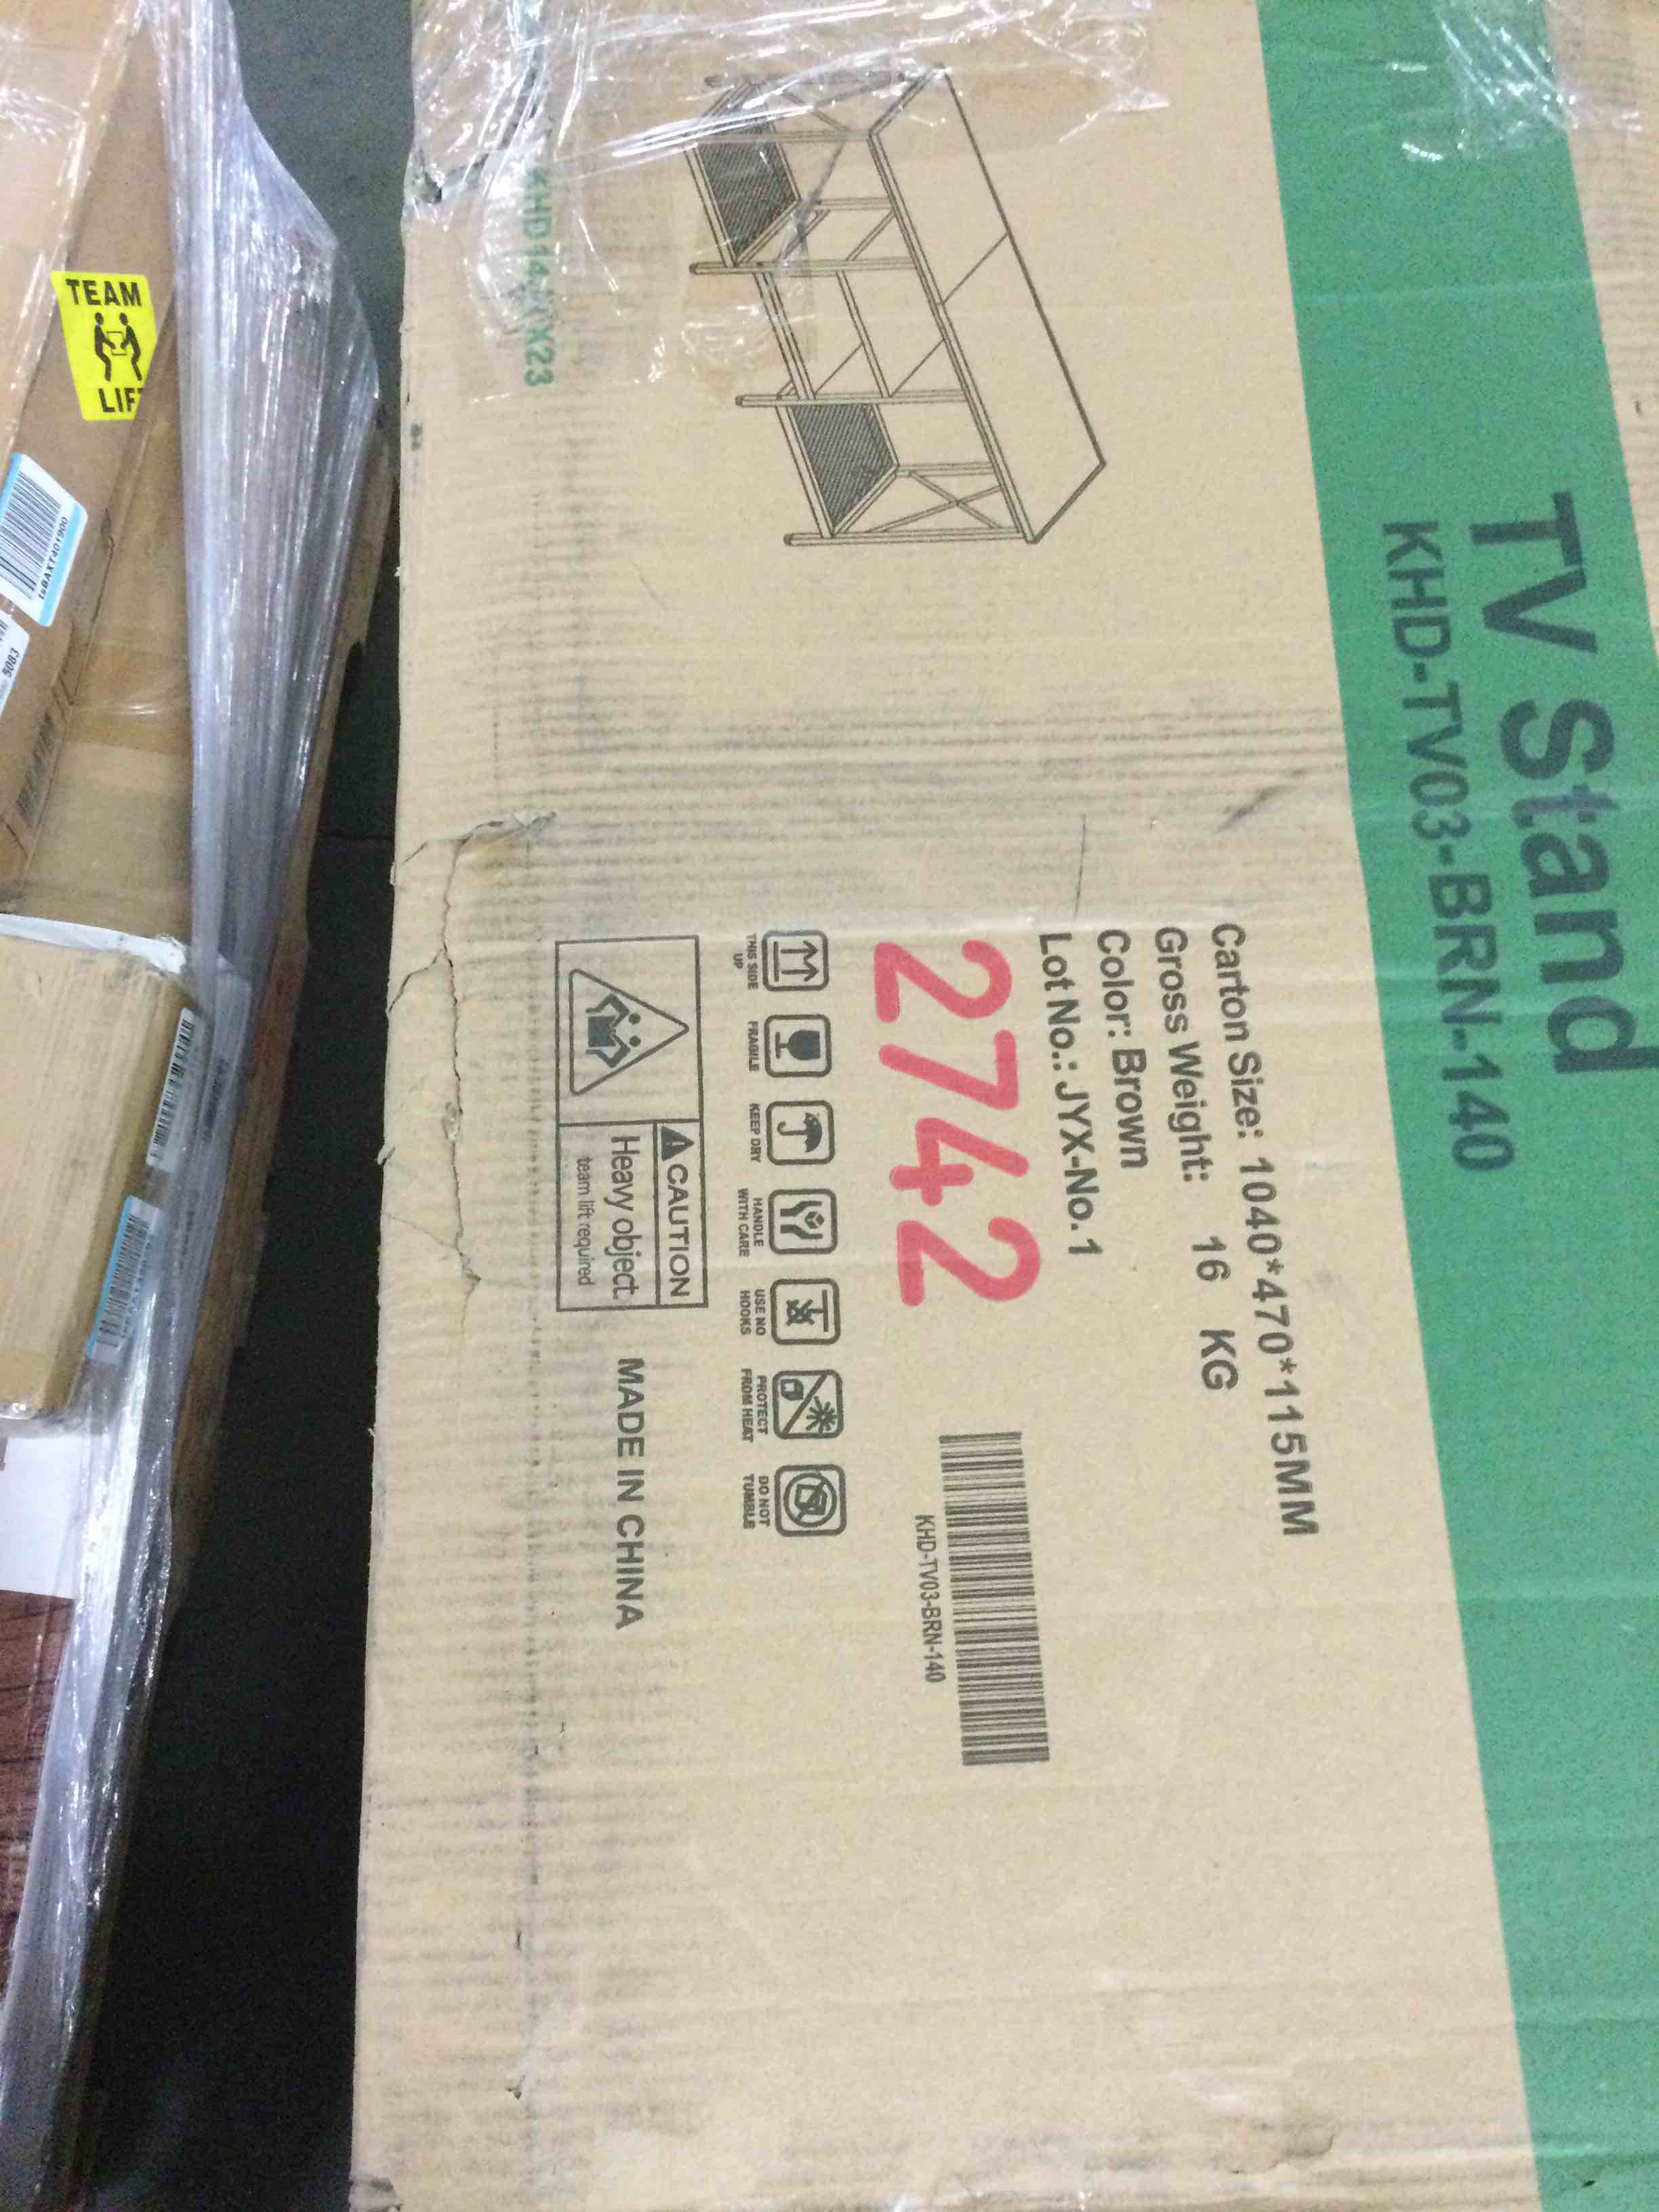 TV Stand
KHD-TV03-BRN-140
Carton Size: 1040*470*115MM
Gross Weight: 16 KG
Color: Brown
Lot No.: JYX-No.1
2742
KHD-TV03-BRN-140
THIS SIDE UP
FRAGILE
KEEP DRY
HANDLE WITH CARE
USE NO HOOKS
PROTECT FROM HEAT
DO NOT TUMBLE
CAUTION
Heavy object
team lift required
MADE IN CHINA
TEAM
LIF
tsBAXT401900
5083